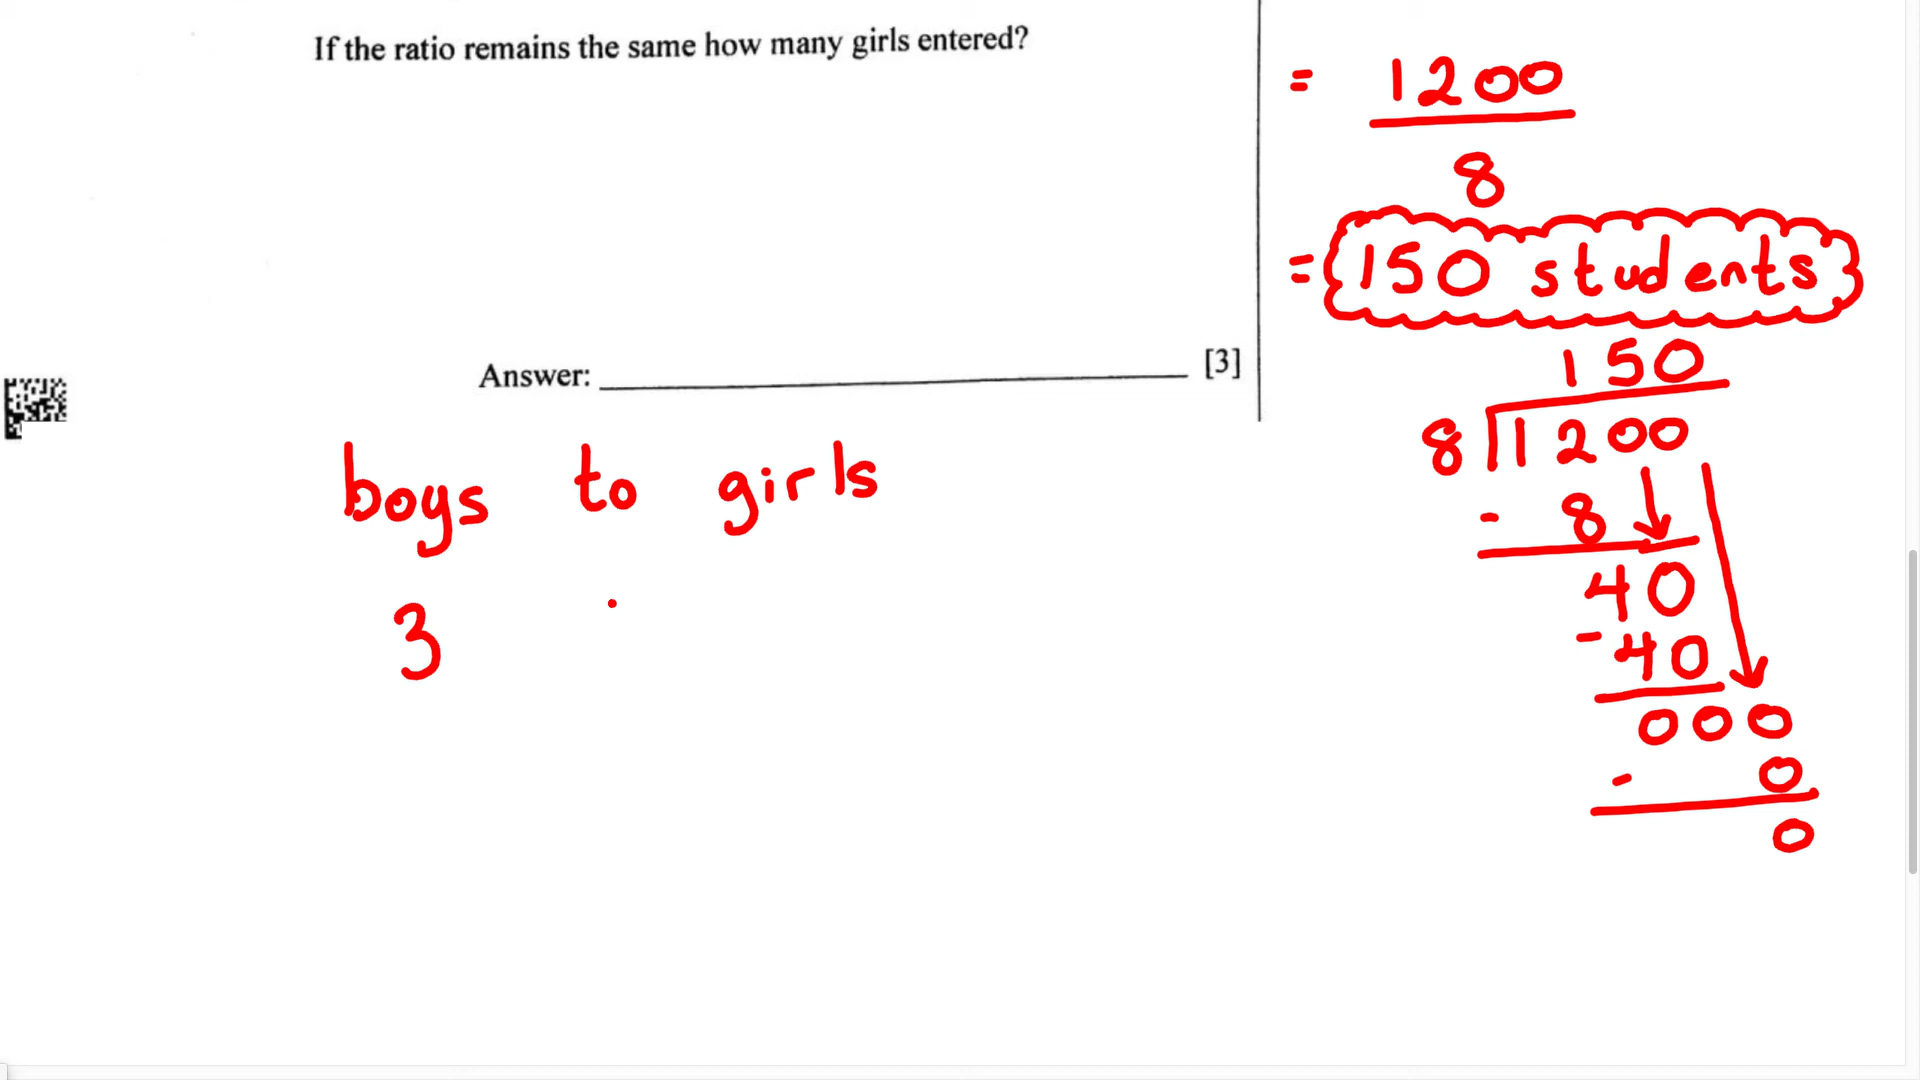 If the ratio remains the same how many girls entered?
Answer: ____________ [3]
boys to girls
3
= 1200
8
= 150 students
150
8 1200
- 8
40
- 40
000
- 0
0